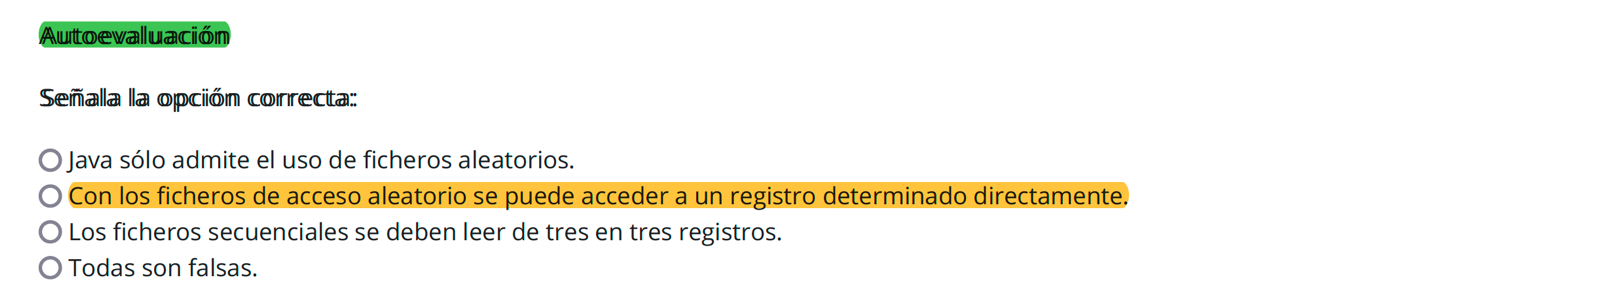 Autoevaluación
Señala la opción correcta:
Java sólo admite el uso de ficheros aleatorios.
Con los ficheros de acceso aleatorio se puede acceder a un registro determinado directamente.
Los ficheros secuenciales se deben leer de tres en tres registros.
Todas son falsas.